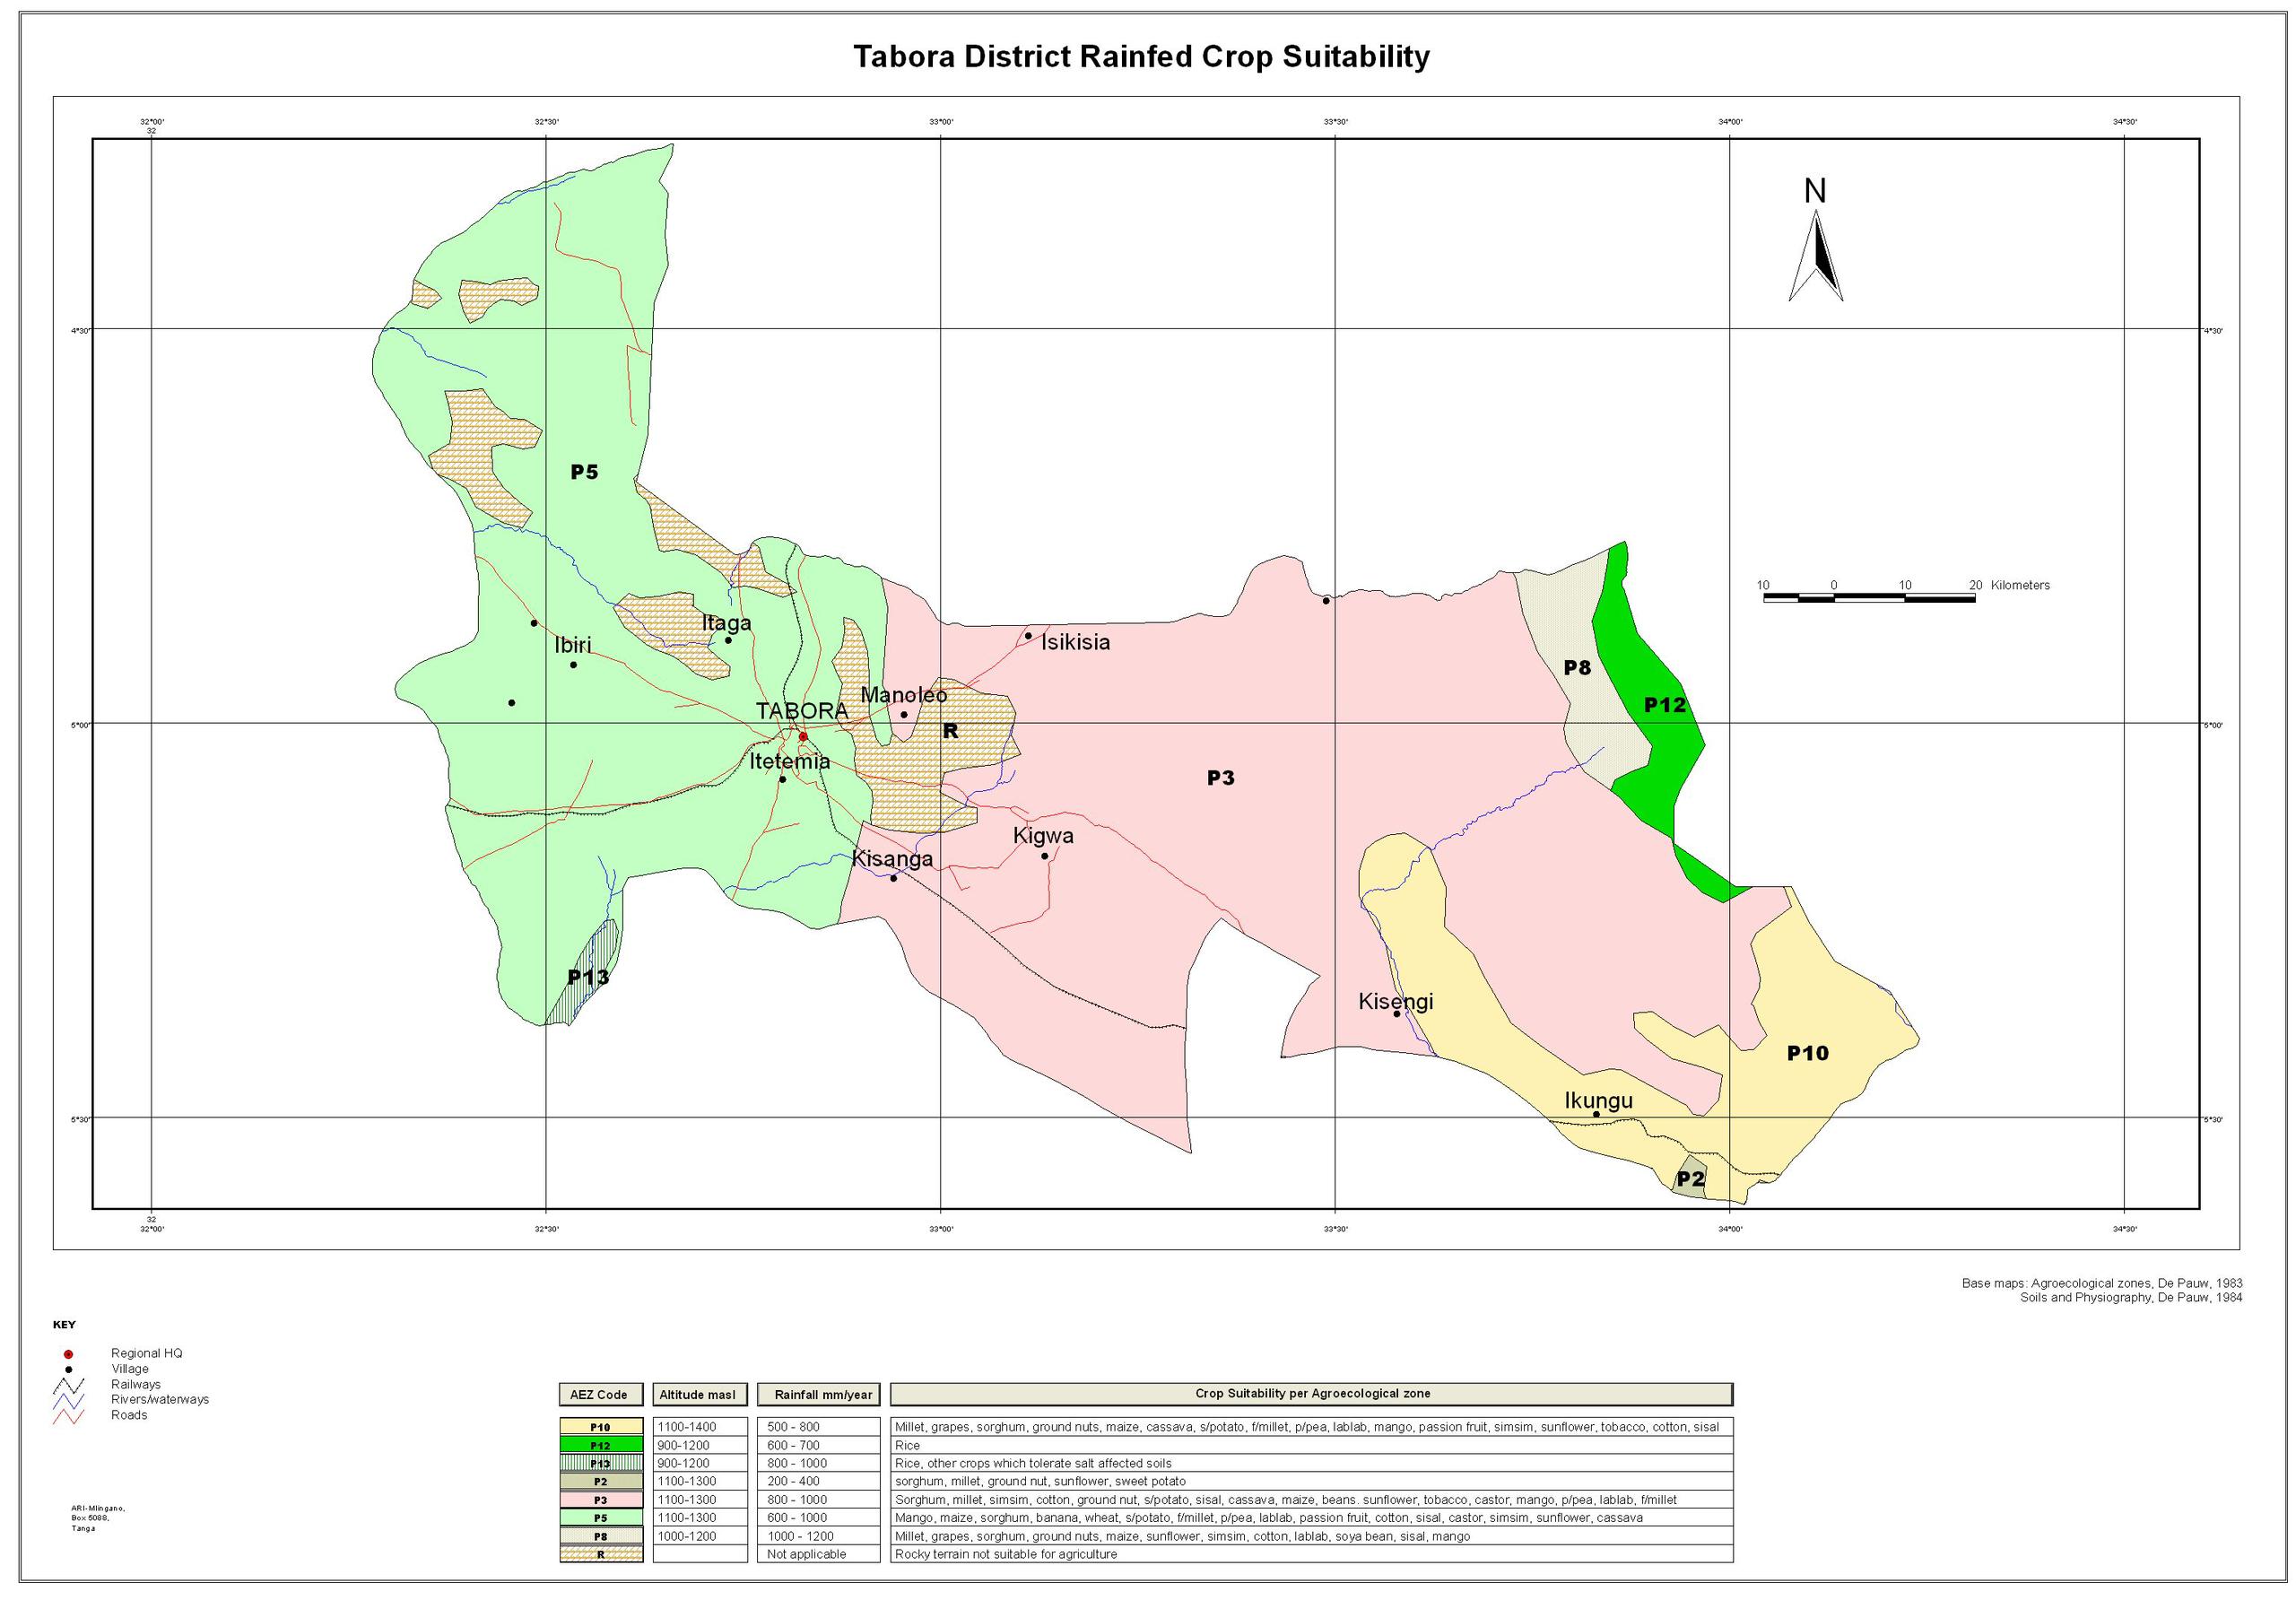 Tabora District Rainfed Crop Suitability
32°00' 32°30' 33°00' 33°30' 34°00' 34°30'
32
N
4°30' 4°30'
P5
10 0 10 20 Kilometers
Itaga
Ibiri
Isikisia
P8
Manoleo
P12
TABORA
5°00' 5°00'
R
Itetemia
P3
Kigwa
Kisanga
P13
Kisengi
P10
Ikungu
5°30' 5°30'
P2
32
32°00' 32°30' 33°00' 33°30' 34°00' 34°30'
Base maps: Agroecological zones, De Pauw, 1983
Soils and Physiography, De Pauw, 1984
KEY
Regional HQ
Village
Railways
Rivers/waterways
Roads
AEZ Code Altitude masl Rainfall mm/year Crop Suitability per Agroecological zone
P10 1100-1400 500 - 800 Millet, grapes, sorghum, ground nuts, maize, cassava, s/potato, f/millet, p/pea, lablab, mango, passion fruit, simsim, sunflower, tobacco, cotton, sisal
P12 900-1200 600 - 700 Rice
P13 900-1200 800 - 1000 Rice, other crops which tolerate salt affected soils
P2 1100-1300 200 - 400 sorghum, millet, ground nut, sunflower, sweet potato
P3 1100-1300 800 - 1000 Sorghum, millet, simsim, cotton, ground nut, s/potato, sisal, cassava, maize, beans. sunflower, tobacco, castor, mango, p/pea, lablab, f/millet
P5 1100-1300 600 - 1000 Mango, maize, sorghum, banana, wheat, s/potato, f/millet, p/pea, lablab, passion fruit, cotton, sisal, castor, simsim, sunflower, cassava
P8 1000-1200 1000 - 1200 Millet, grapes, sorghum, ground nuts, maize, sunflower, simsim, cotton, lablab, soya bean, sisal, mango
R Not applicable Rocky terrain not suitable for agriculture
ARI-Mlingano,
Box 5088,
Tanga